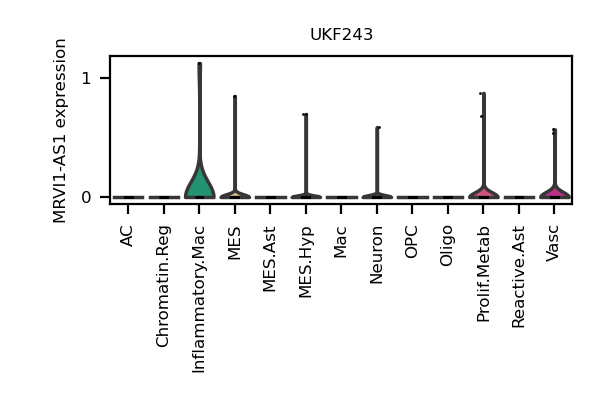 UKF243
MRVI1-AS1 expression
1
0
AC
Chromatin.Reg
Inflammatory.Mac
MES
MES.Ast
MES.Hyp
Mac
Neuron
OPC
Oligo
Prolif.Metab
Reactive.Ast
Vasc